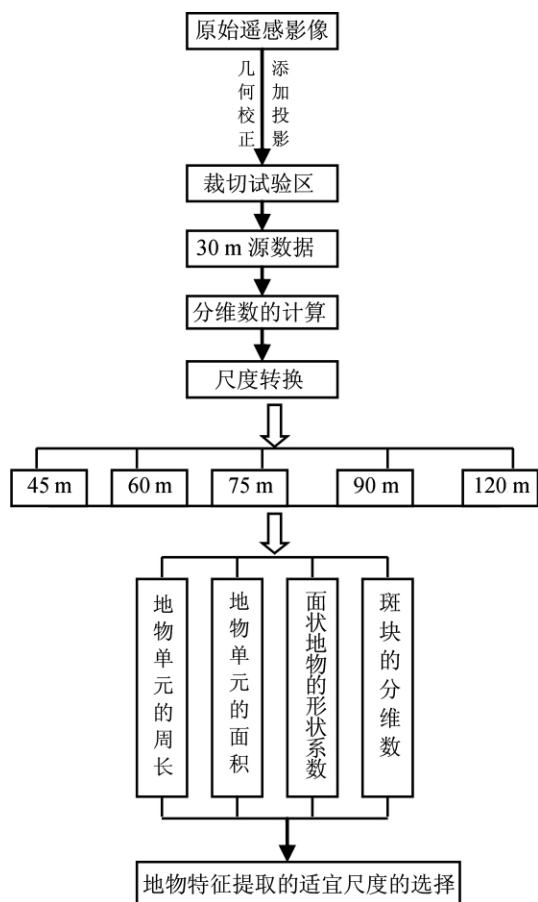 原始遥感影像
几何校正
添加投影
裁切试验区
30 m 源数据
分维数的计算
尺度转换
45 m
60 m
75 m
90 m
120 m
地物单元的周长
地物单元的面积
面状地物的形状系数
斑块的分维数
地物特征提取的适宜尺度的选择